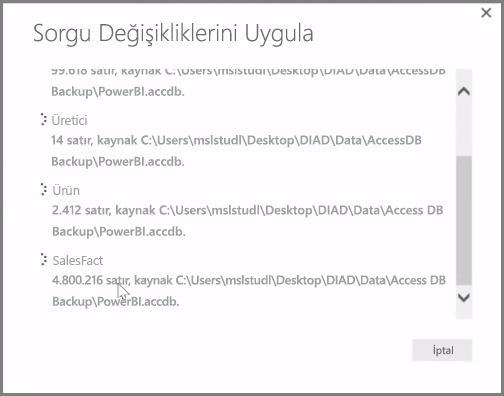 Sorgu Değişikliklerini Uygula
99.618 satır, kaynak C:\Users\mslstudl\Desktop\DIAD\Data\AccessDB
Backup\PowerBI.accdb.
Üretici
14 satır, kaynak C:\Users\mslstudl\Desktop\DIAD\Data\AccessDB
Backup\PowerBI.accdb.
Ürün
2.412 satır, kaynak C:\Users\mslstudl\Desktop\DIAD\Data\Access DB
Backup\PowerBI.accdb.
SalesFact
4.800.216 satır, kaynak C:\Users\mslstudl\Desktop\DIAD\Data\Access DB
Backup\PowerBI.accdb.
İptal